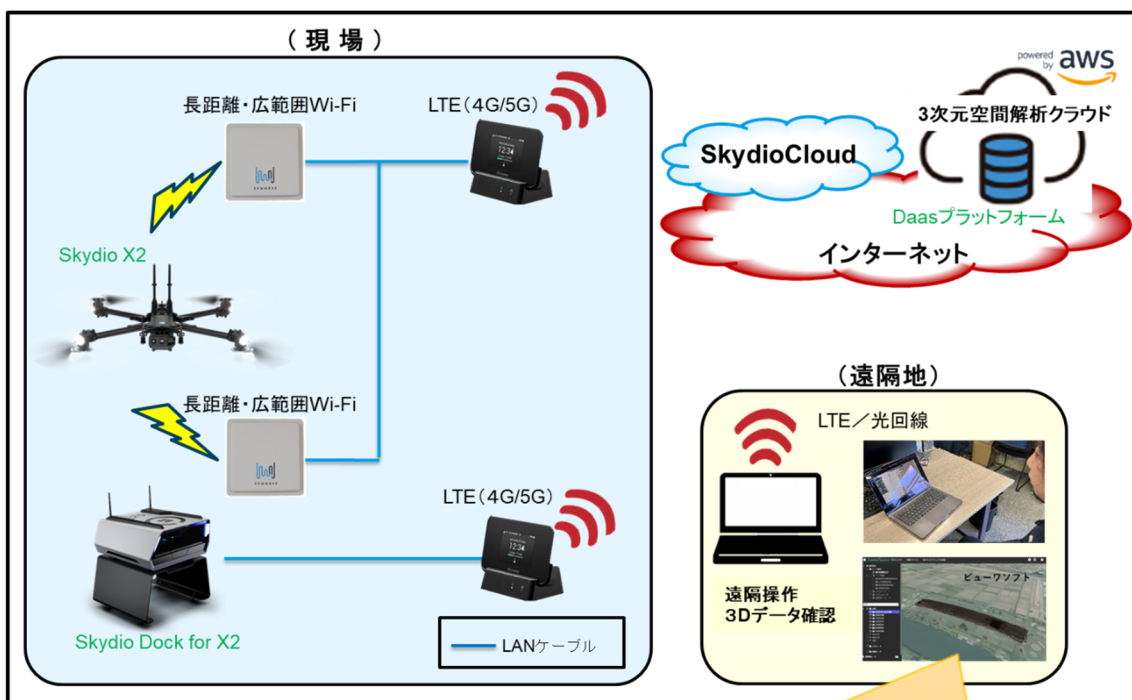 （ 現 場 ）
長距離・広範囲Wi-Fi
LTE（4G/5G）
12:34
Skydio X2
長距離・広範囲Wi-Fi
LTE（4G/5G）
12:34
Skydio Dock for X2
LANケーブル
powered
by aws
3次元空間解析クラウド
SkydioCloud
Daasプラットフォーム
インターネット
（遠隔地）
LTE／光回線
ビューワソフト
遠隔操作
3Dデータ確認